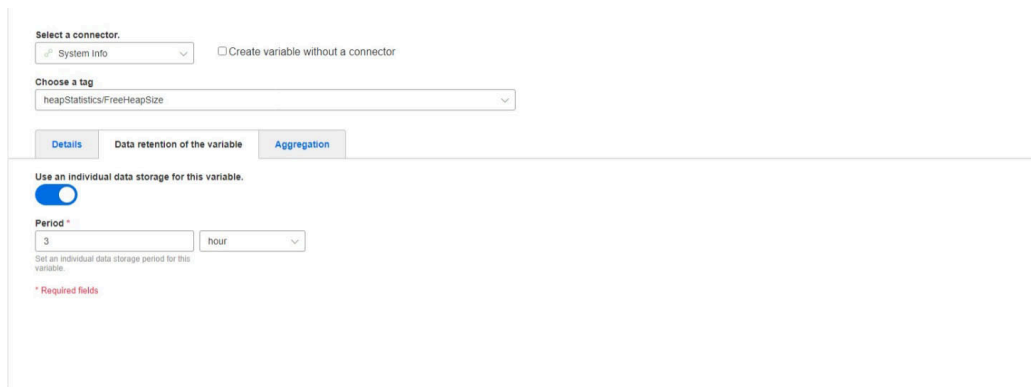 Select a connector.
System Info
Create variable without a connector
Choose a tag
heapStatistics/FreeHeapSize
Details Data retention of the variable Aggregation
Use an individual data storage for this variable.
Period *
3 hour
Set an individual data storage period for this
variable.
* Required fields